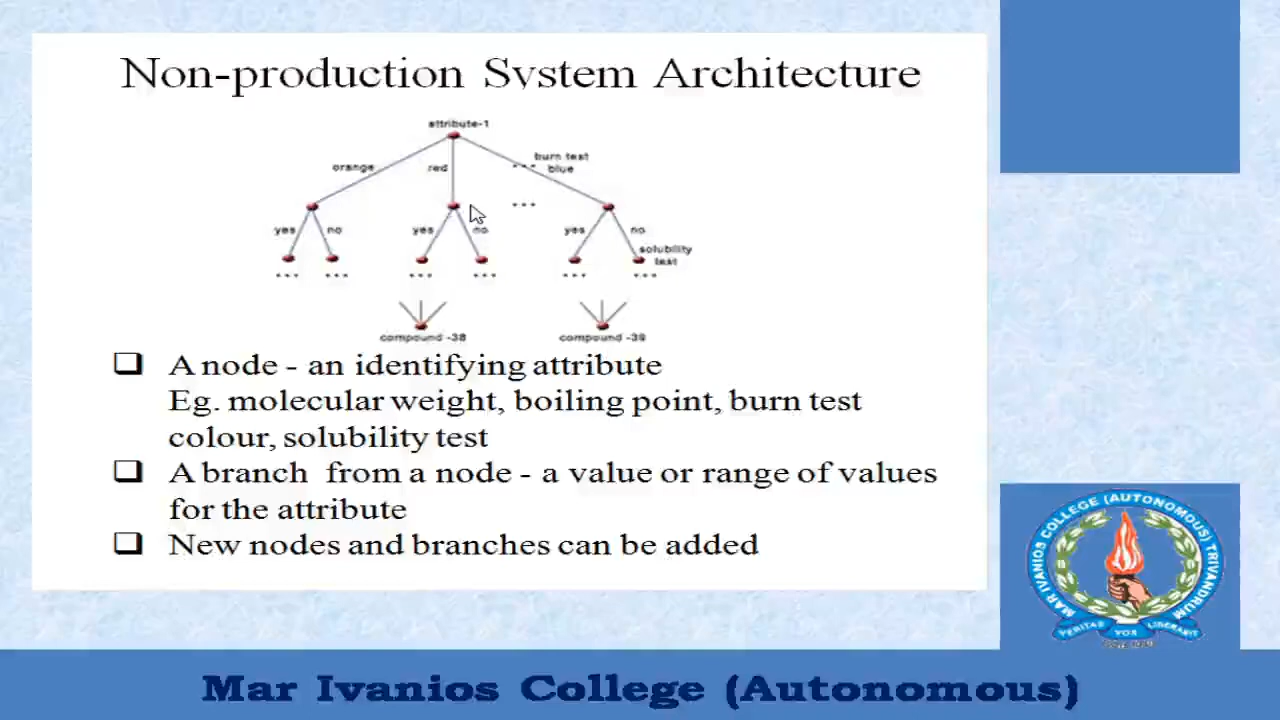 Non-production System Architecture
attribute-1
orange red ... burn test
blue
...
yes no yes no yes no
solubility
test
... ... ... ... ... ...
compound -38 compound -39
A node - an identifying attribute
Eg. molecular weight, boiling point, burn test
colour, solubility test
A branch from a node - a value or range of values
for the attribute
New nodes and branches can be added
MAR IVANIOS COLLEGE (AUTONOMOUS) TRIVANDRUM
VERITAS VOS LIBERABIT
Mar Ivanios College (Autonomous)